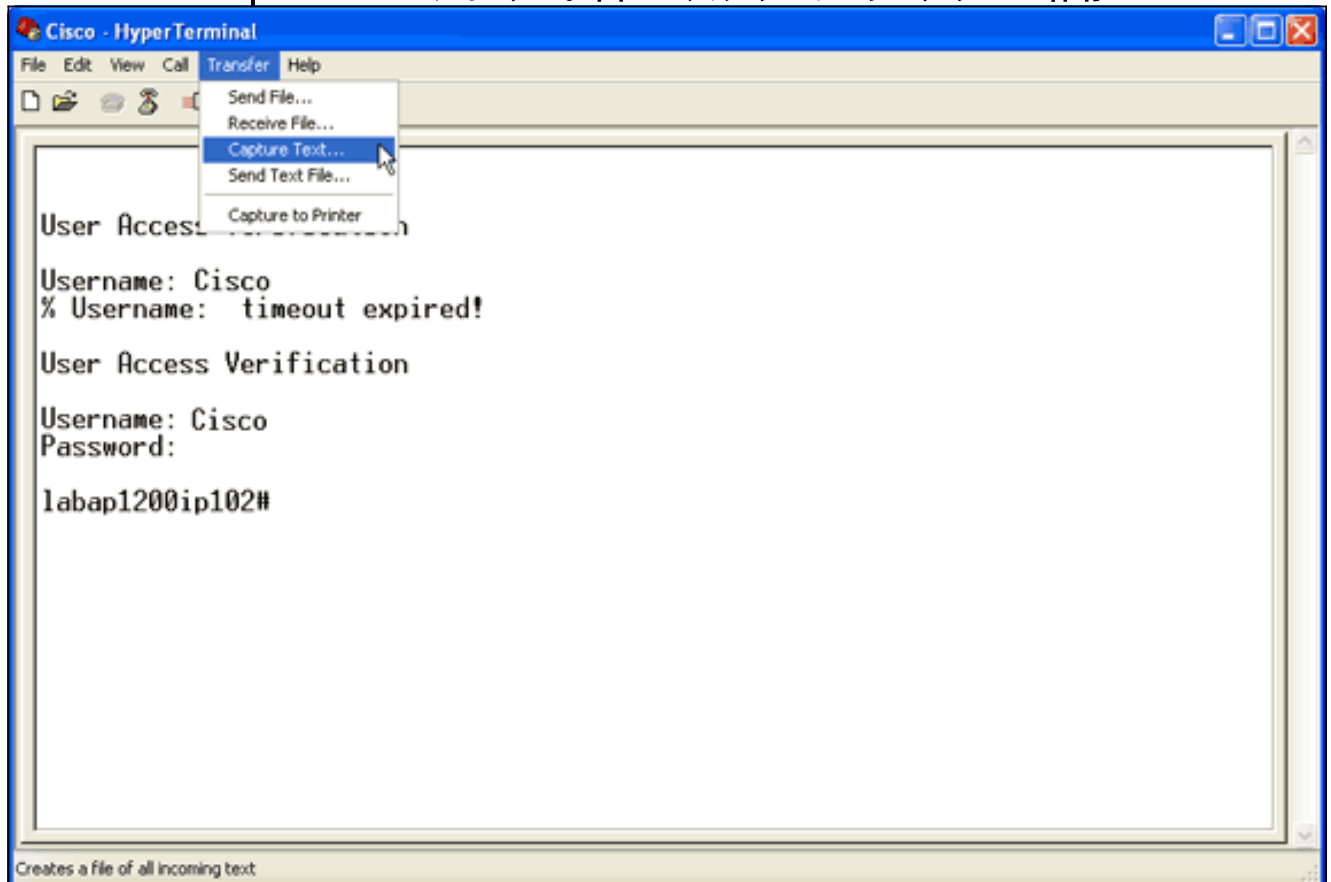 Cisco - HyperTerminal
File Edit View Call Transfer Help
Send File...
Receive File...
Capture Text...
Send Text File...
Capture to Printer
User Access
Username: Cisco
% Username:  timeout expired!
User Access Verification
Username: Cisco
Password:
labap1200ip102#
Creates a file of all incoming text